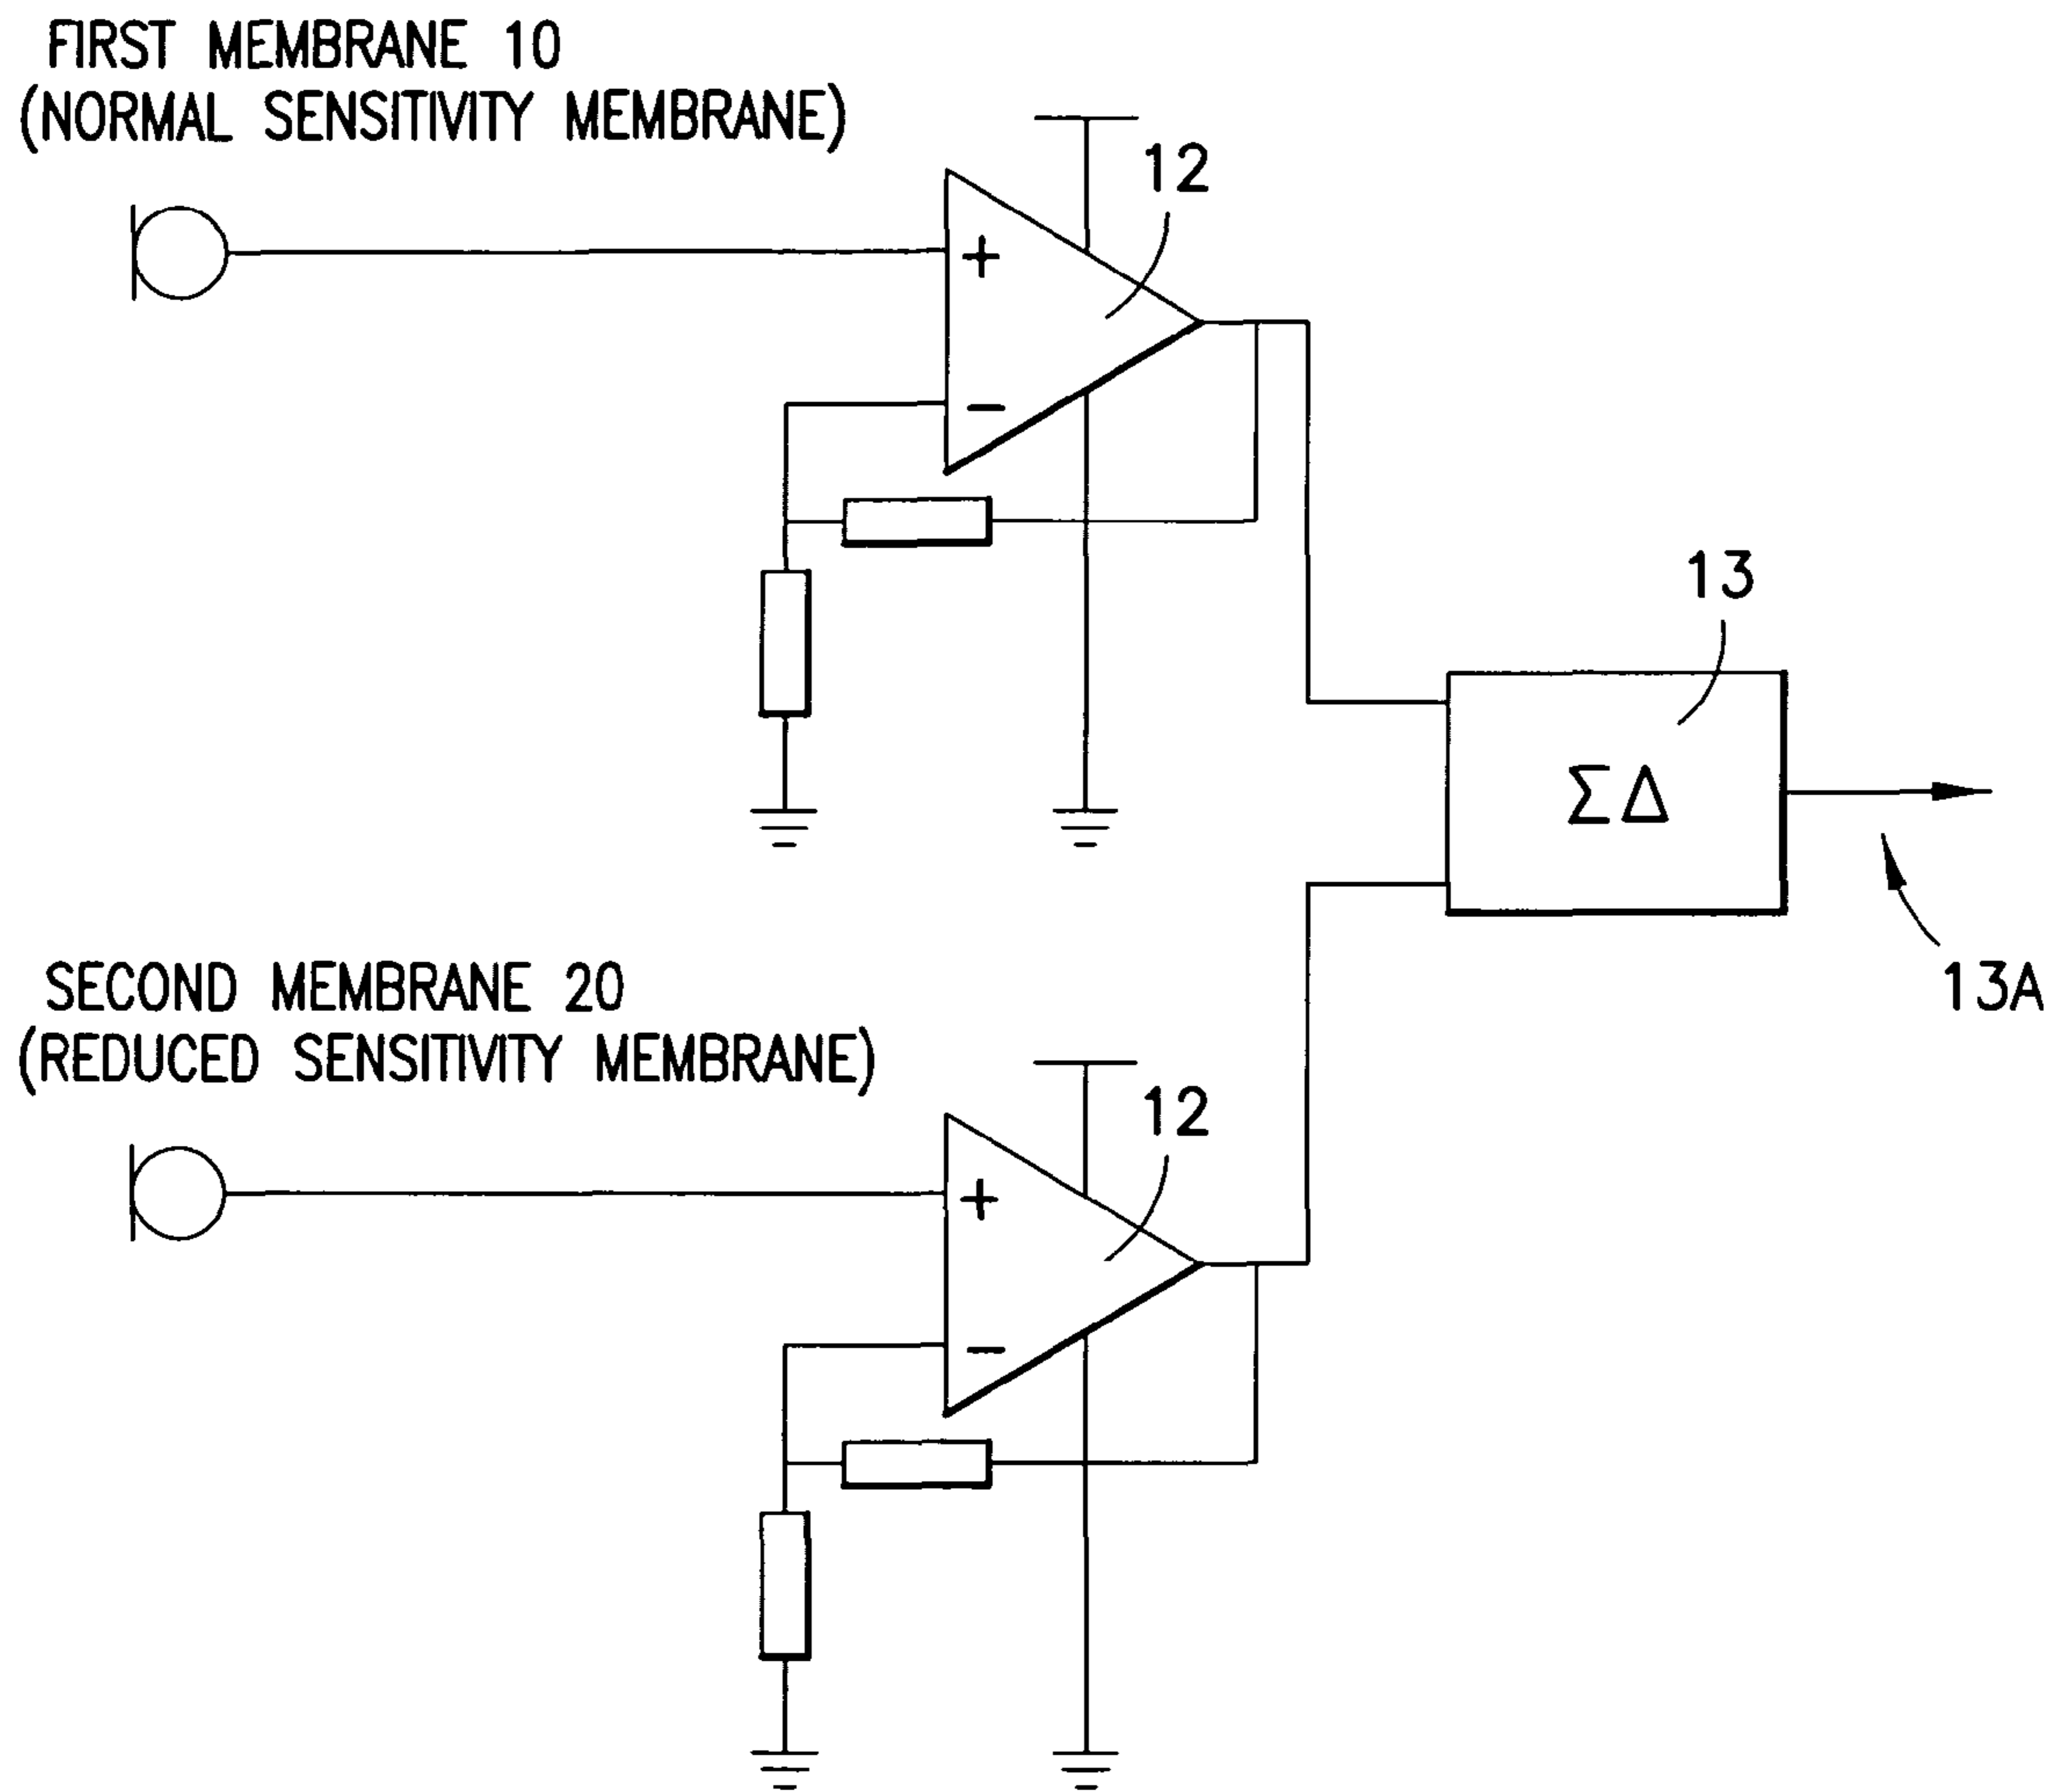 FIRST MEMBRANE 10
(NORMAL SENSITIVITY MEMBRANE)
12
+
−
13
ΣΔ
13A
SECOND MEMBRANE 20
(REDUCED SENSITIVITY MEMBRANE)
12
+
−